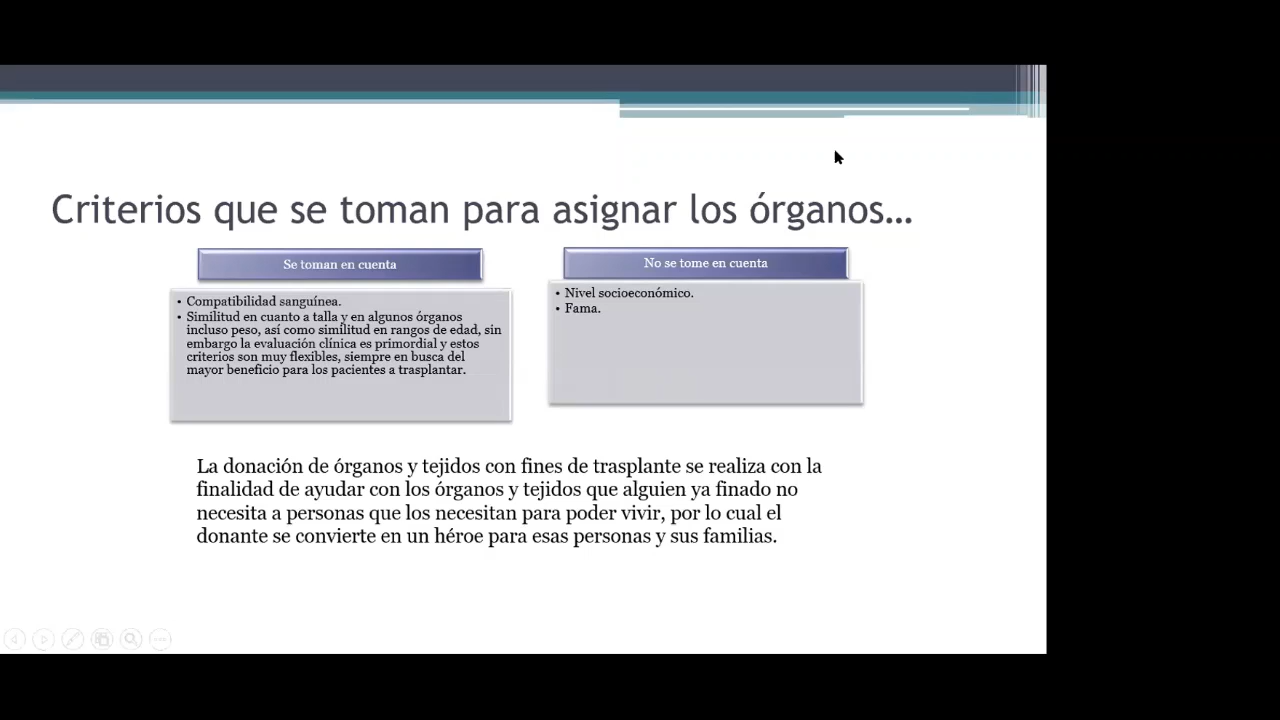 Criterios que se toman para asignar los órganos...
Se toman en cuenta
• Compatibilidad sanguínea.
• Similitud en cuanto a talla y en algunos órganos
incluso peso, así como similitud en rangos de edad, sin
embargo la evaluación clínica es primordial y estos
criterios son muy flexibles, siempre en busca del
mayor beneficio para los pacientes a trasplantar.
No se tome en cuenta
• Nivel socioeconómico.
• Fama.
La donación de órganos y tejidos con fines de trasplante se realiza con la
finalidad de ayudar con los órganos y tejidos que alguien ya finado no
necesita a personas que los necesitan para poder vivir, por lo cual el
donante se convierte en un héroe para esas personas y sus familias.